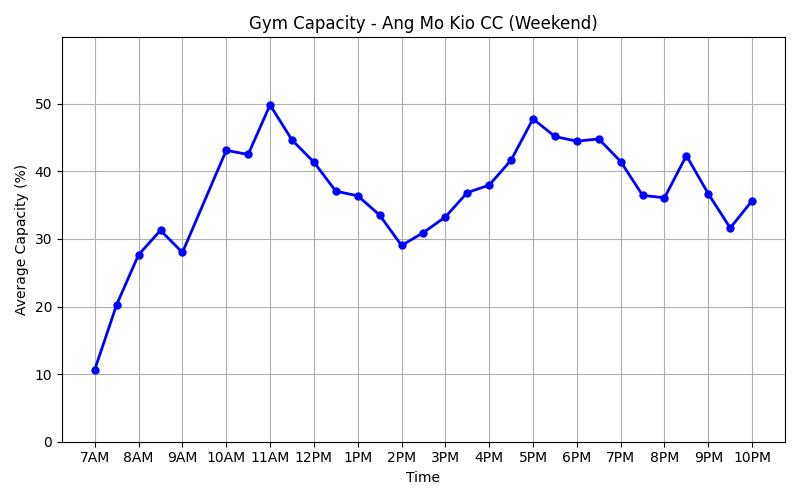 Gym Capacity - Ang Mo Kio CC (Weekend)
Average Capacity (%)
50
40
30
20
10
0
7AM 8AM 9AM 10AM 11AM 12PM 1PM 2PM 3PM 4PM 5PM 6PM 7PM 8PM 9PM 10PM
Time